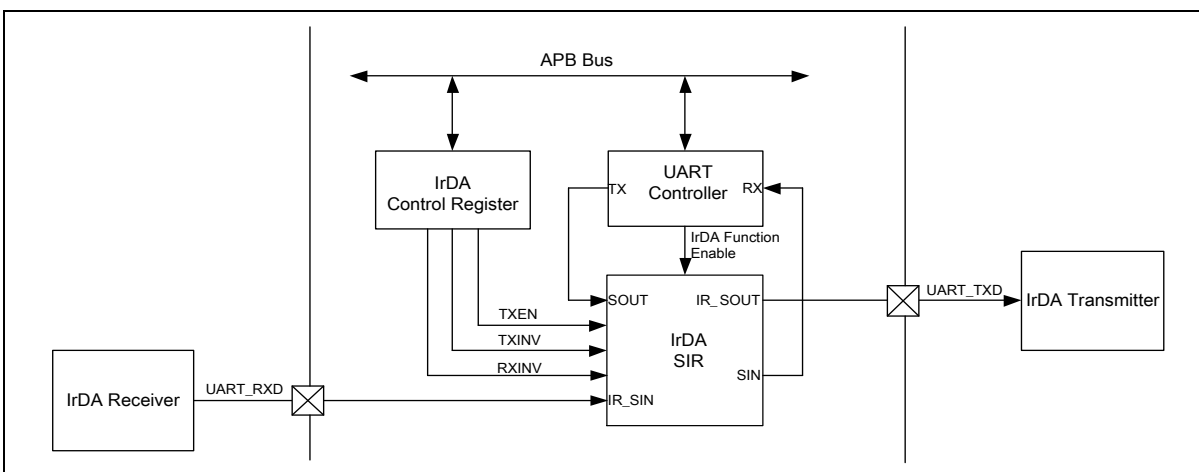 APB Bus
IrDA
Control Register
UART
Controller
TX
RX
IrDA Function
Enable
SOUT
IR_SOUT
TXEN
TXINV
RXINV
IrDA
SIR
SIN
IR_SIN
UART_TXD
IrDA Transmitter
IrDA Receiver
UART_RXD